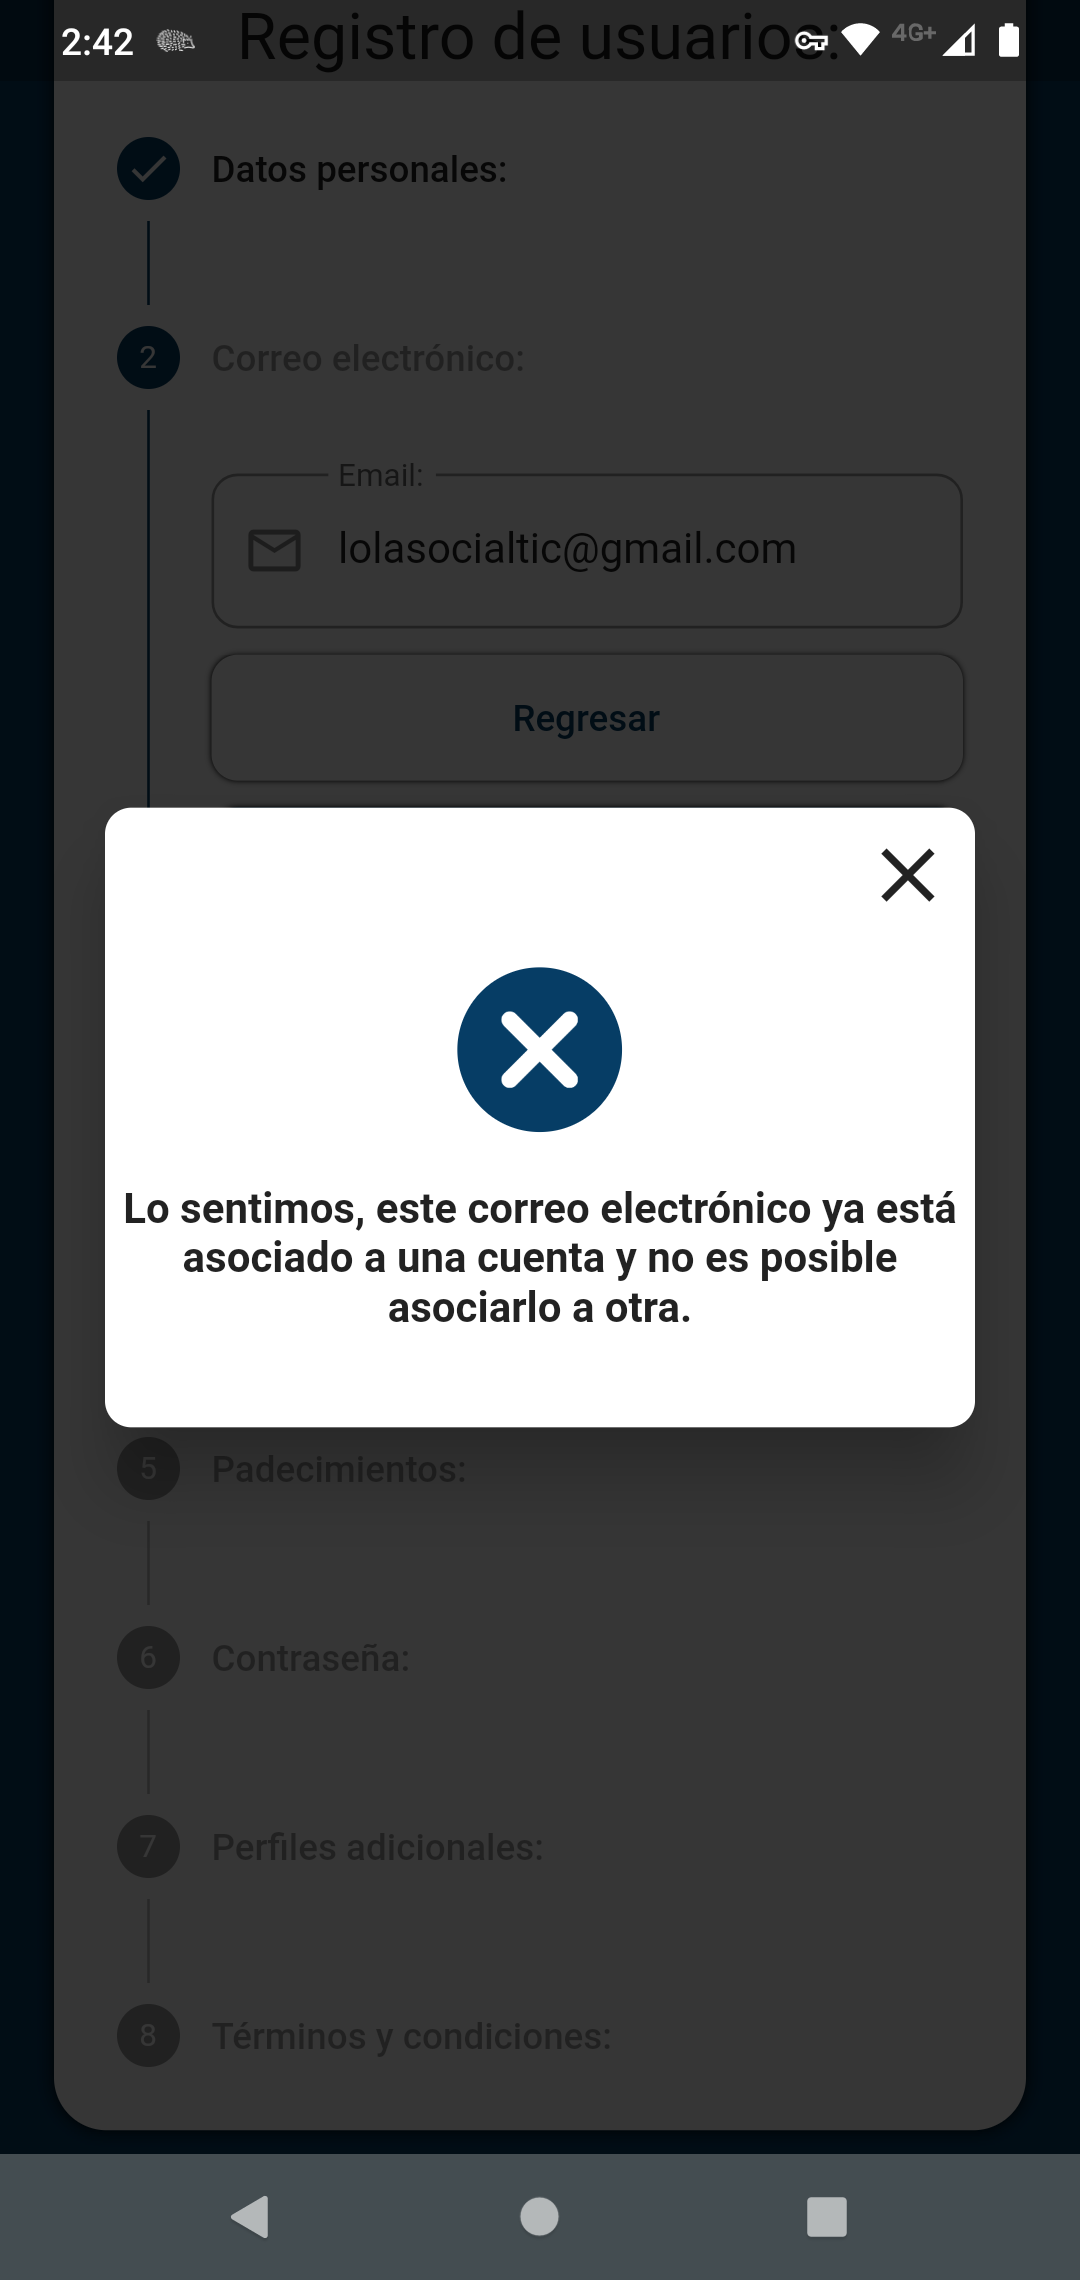 2:42
4G+
Registro de usuarios:
Datos personales:
2
Correo electrónico:
Email:
lolasocialtic@gmail.com
Regresar
Lo sentimos, este correo electrónico ya está
asociado a una cuenta y no es posible
asociarlo a otra.
5
Padecimientos:
6
Contraseña:
7
Perfiles adicionales:
8
Términos y condiciones: